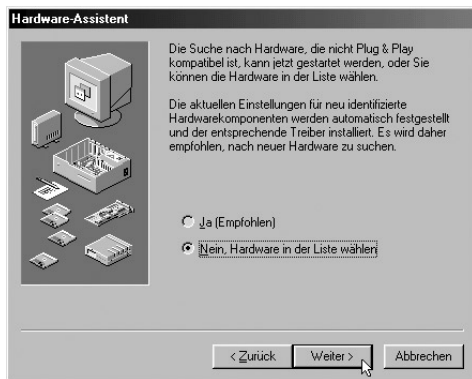 Hardware-Assistent
Die Suche nach Hardware, die nicht Plug & Play
kompatibel ist, kann jetzt gestartet werden, oder Sie
können die Hardware in der Liste wählen.
Die aktuellen Einstellungen für neu identifizierte
Hardwarekomponenten werden automatisch festgestellt
und der entsprechende Treiber installiert. Es wird daher
empfohlen, nach neuer Hardware zu suchen.
Ja (Empfohlen)
Nein, Hardware in der Liste wählen
< Zurück Weiter > Abbrechen